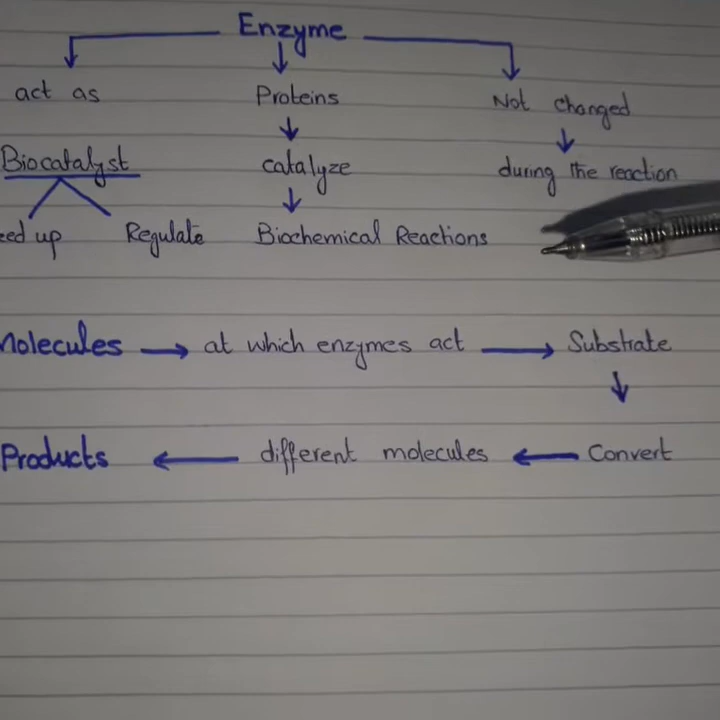 Enzyme
act as Proteins Not changed
Biocatalyst catalyze during the reaction
eed up Regulate Biochemical Reactions
Molecules → at which enzymes act → Substrate
Products ← different molecules ← Convert